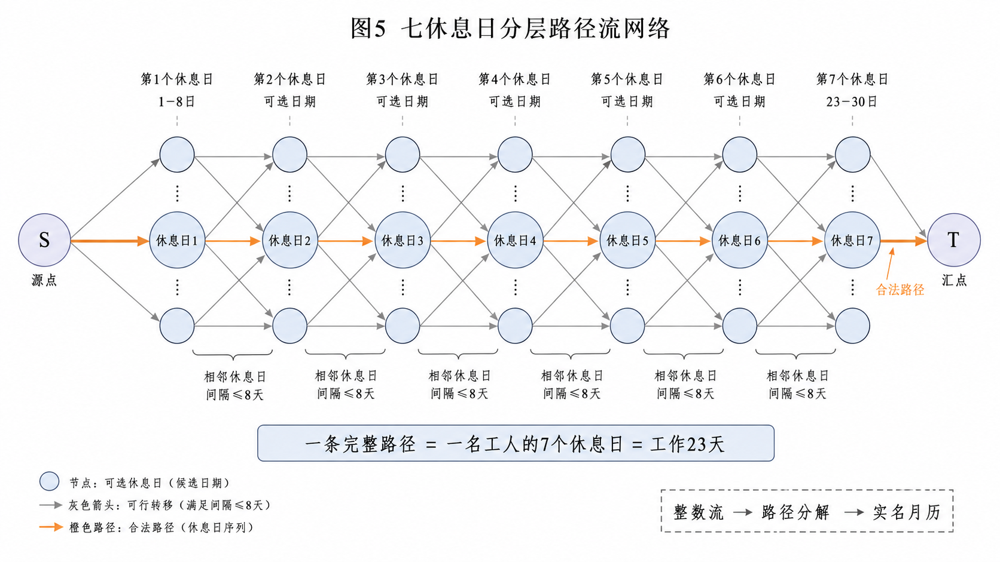 图5 七休息日分层路径流网络
第1个休息日
1-8日
第2个休息日
可选日期
第3个休息日
可选日期
第4个休息日
可选日期
第5个休息日
可选日期
第6个休息日
可选日期
第7个休息日
23-30日
S
源点
休息日1
休息日2
休息日3
休息日4
休息日5
休息日6
休息日7
T
汇点
合法路径
相邻休息日
间隔≤8天
相邻休息日
间隔≤8天
相邻休息日
间隔≤8天
相邻休息日
间隔≤8天
相邻休息日
间隔≤8天
相邻休息日
间隔≤8天
一条完整路径 = 一名工人的7个休息日 = 工作23天
节点：可选休息日（候选日期）
灰色箭头：可行转移（满足间隔≤8天）
橙色路径：合法路径（休息日序列）
整数流 → 路径分解 → 实名月历